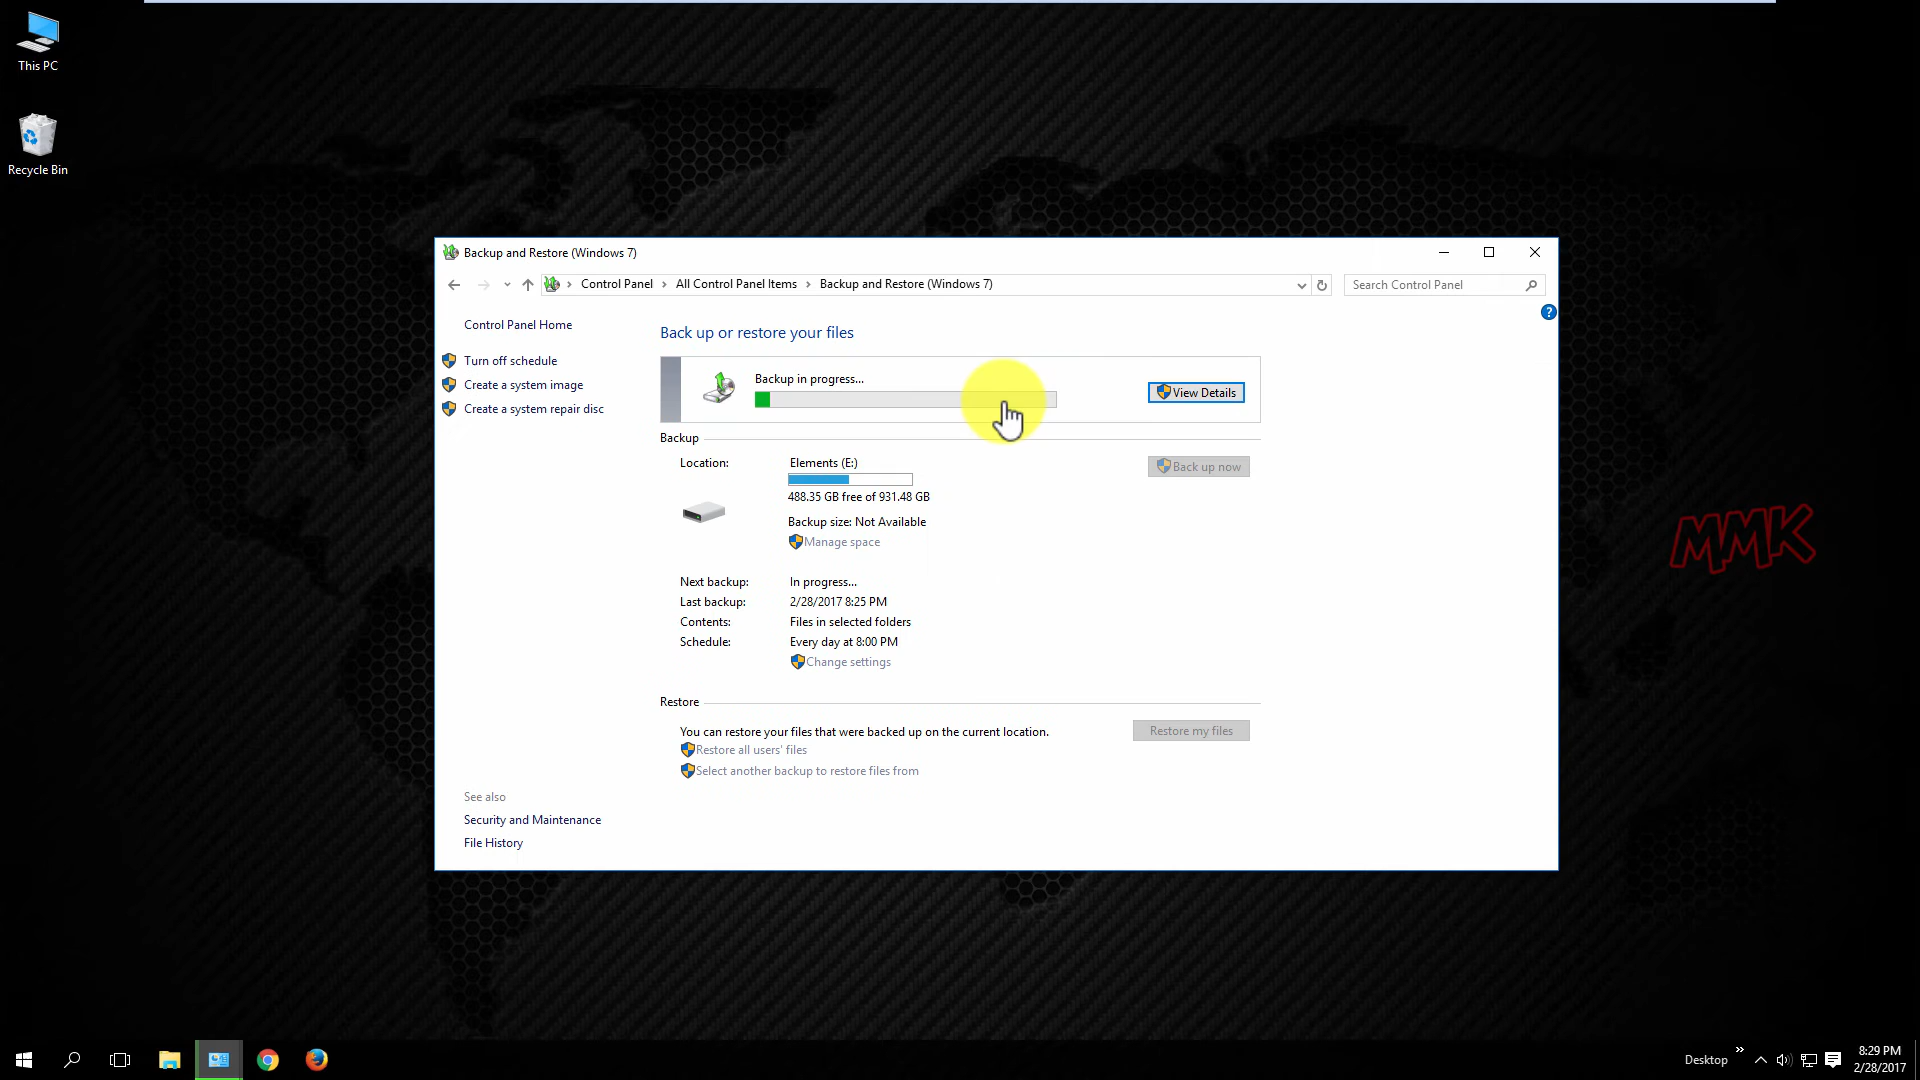 This PC
Recycle Bin
Backup and Restore (Windows 7)
Control Panel › All Control Panel Items › Backup and Restore (Windows 7)
Search Control Panel
?
Control Panel Home
Turn off schedule
Create a system image
Create a system repair disc
Back up or restore your files
Backup in progress...
View Details
Backup
Location:
Elements (E:)
Back up now
488.35 GB free of 931.48 GB
Backup size: Not Available
Manage space
Next backup: In progress...
Last backup: 2/28/2017 8:25 PM
Contents: Files in selected folders
Schedule: Every day at 8:00 PM
Change settings
Restore
You can restore your files that were backed up on the current location.
Restore my files
Restore all users' files
Select another backup to restore files from
See also
Security and Maintenance
File History
MMK
Desktop
8:29 PM
2/28/2017